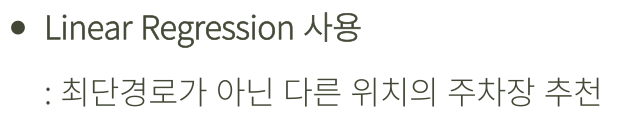 • Linear Regression 사용
: 최단경로가 아닌 다른 위치의 주차장 추천